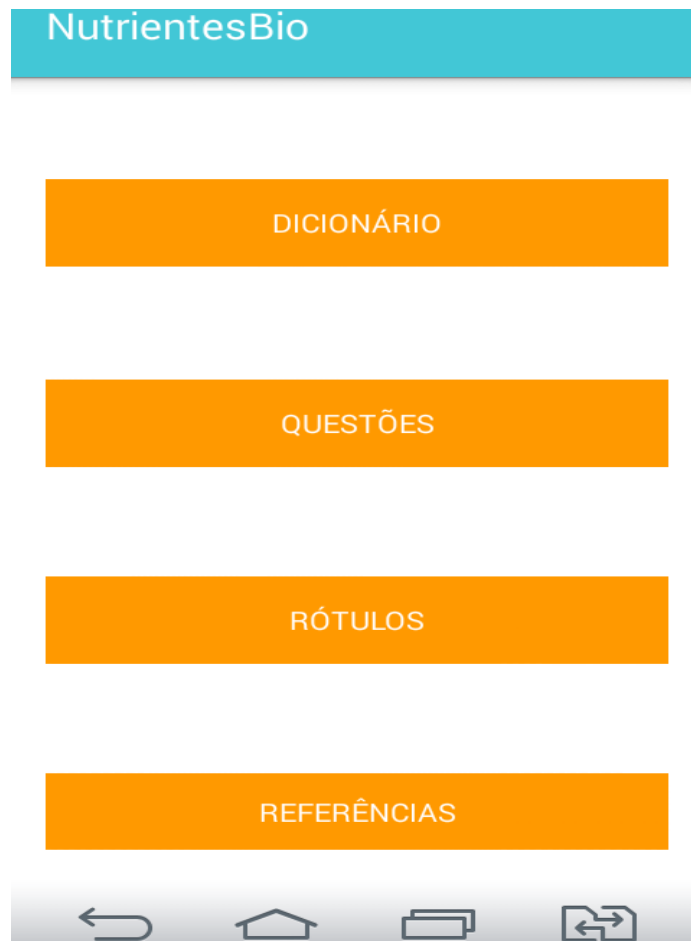 NutrientesBio
DICIONÁRIO
QUESTÕES
RÓTULOS
REFERÊNCIAS